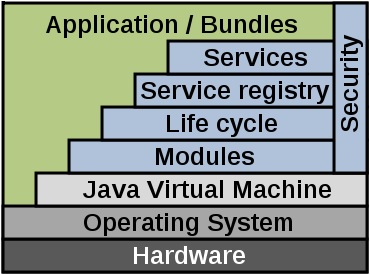 Application / Bundles
Services
Service registry
Life cycle
Modules
Security
Java Virtual Machine
Operating System
Hardware